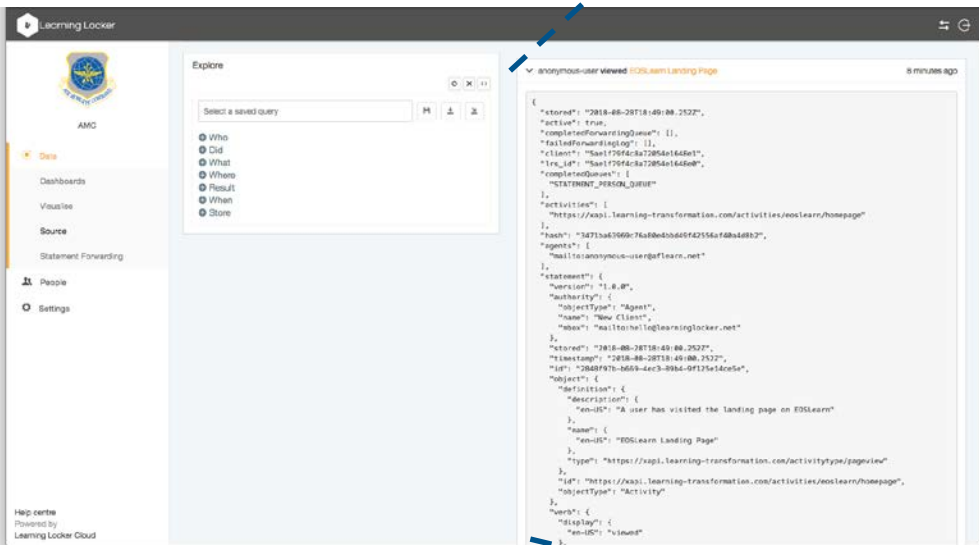 Learning Locker
AIR MOBILITY COMMAND
AMC
Data
Dashboards
Visualise
Source
Statement Forwarding
People
Settings
Help centre
Powered by
Learning Locker Cloud
Explore
Select a saved query
Who
Did
What
Where
Result
When
Store
anonymous-user viewed EOSLearn Landing Page
8 minutes ago
{
"stored": "2018-08-28T18:49:00.252Z",
"active": true,
"completedForwardingQueue": [],
"failedForwardingLog": [],
"client":
"lrs_id":
"completedQueues": [
"STATEMENT_PERSON_QUEUE"
],
"activities": [
"https://xapi.learning-transformation.com/activities/eoslearn/homepage"
],
"hash":
"agents": [
"mailto:anonymous-user@aflearn.net"
],
"statement": {
"version": "1.0.0",
"authority": {
"objectType": "Agent",
"name": "New Client",
"mbox": "mailto:hello@learninglocker.net"
},
"stored": "2018-08-28T18:49:00.252Z",
"timestamp": "2018-08-28T18:49:00.252Z",
"id":
"object": {
"definition": {
"description": {
"en-US": "A user has visited the landing page on EOSLearn"
},
"name": {
"en-US": "EOSLearn Landing Page"
},
"type": "https://xapi.learning-transformation.com/activitytype/pageview"
},
"id": "https://xapi.learning-transformation.com/activities/eoslearn/homepage",
"objectType": "Activity"
},
"verb": {
"display": {
"en-US": "viewed"
},